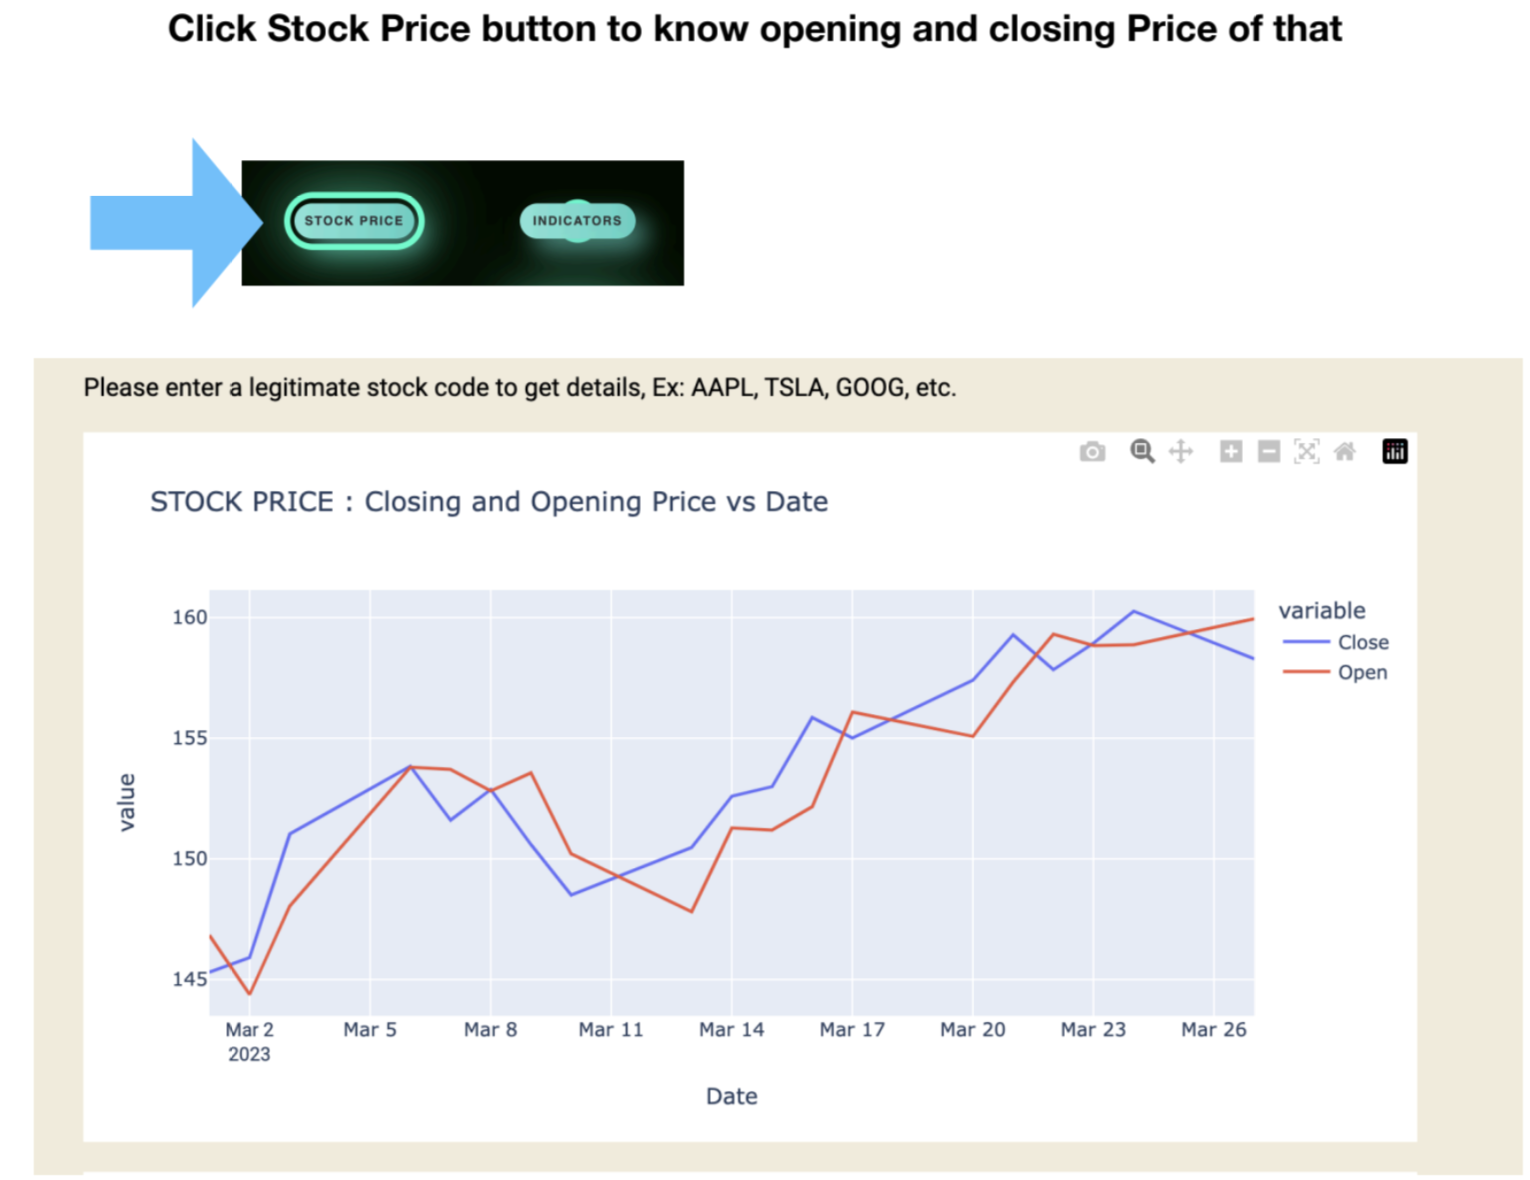 Click Stock Price button to know opening and closing Price of that
STOCK PRICE
INDICATORS
Please enter a legitimate stock code to get details, Ex: AAPL, TSLA, GOOG, etc.
STOCK PRICE : Closing and Opening Price vs Date
variable
Close
Open
value
160
155
150
145
Mar 2
2023
Mar 5
Mar 8
Mar 11
Mar 14
Mar 17
Mar 20
Mar 23
Mar 26
Date